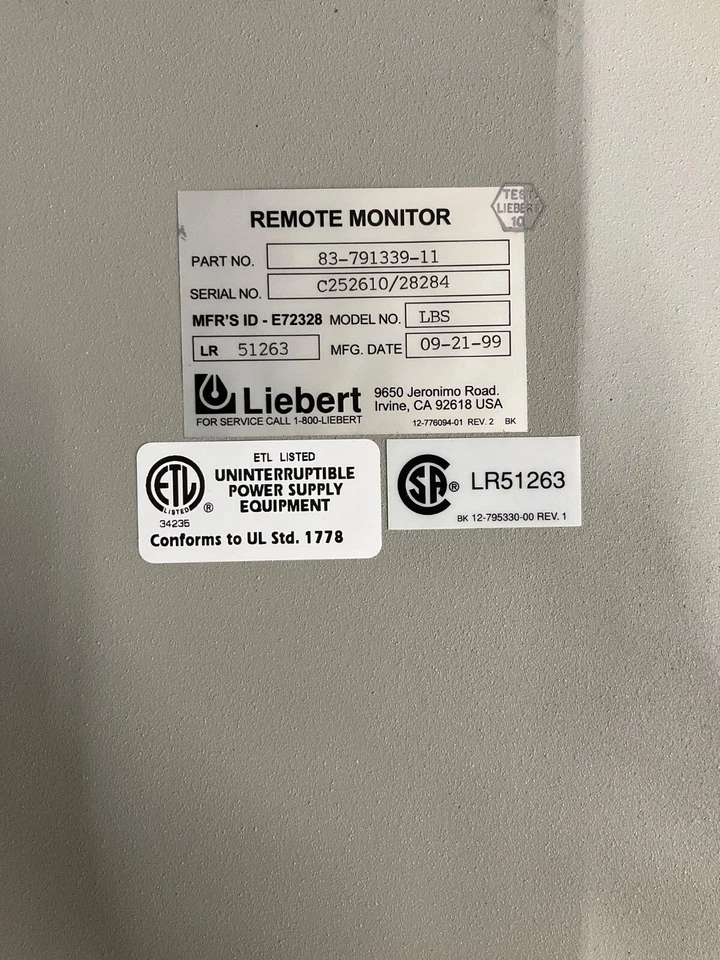 TEST
LIEBERT
10
REMOTE MONITOR
PART NO. 83-791339-11
SERIAL NO. C252610/28284
MFR'S ID - E72328 MODEL NO. LBS
LR 51263 MFG. DATE 09-21-99
Liebert
9650 Jeronimo Road.
Irvine, CA 92618 USA
FOR SERVICE CALL 1-800-LIEBERT
12-776094-01 REV. 2 BK
ETL LISTED
UNINTERRUPTIBLE
POWER SUPPLY
EQUIPMENT
ETL
LISTED
®
34235
Conforms to UL Std. 1778
CSA® LR51263
BK 12-795330-00 REV. 1